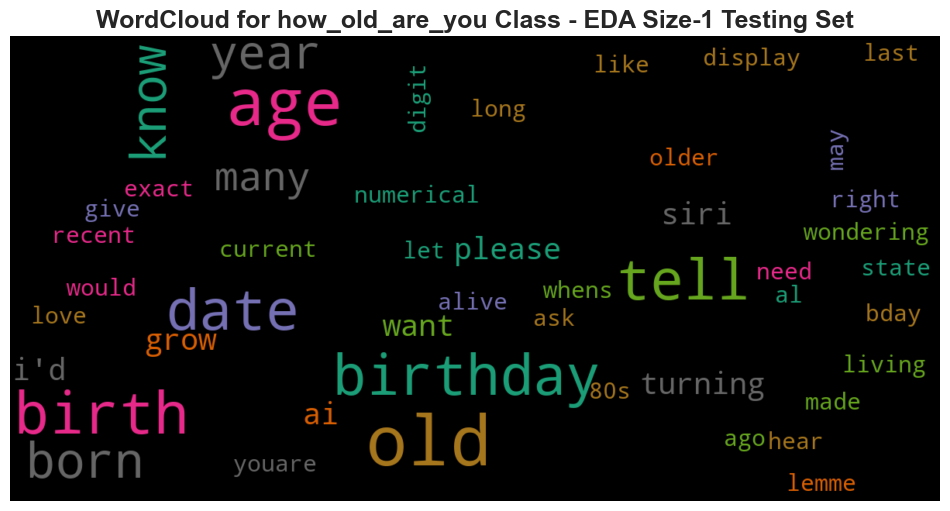 WordCloud for how_old_are_you Class - EDA Size-1 Testing Set
year
know
like
display
last
age
digit
long
older
may
many
exact
numerical
right
give
siri
recent
current
let
please
wondering
tell
need
state
would
date
alive
whens
al
love
want
ask
bday
grow
i'd
birthday
80s
turning
living
birth
ai
made
old
born
youare
ago
hear
lemme